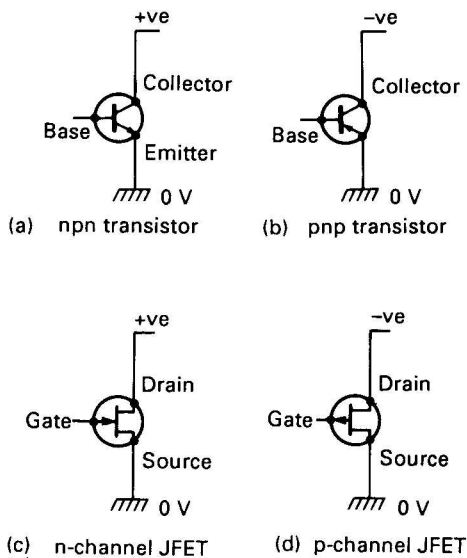 +ve
Collector
Base
Emitter
0 V
(a) npn transistor
−ve
Collector
Base
0 V
(b) pnp transistor
+ve
Drain
Gate
Source
0 V
(c) n-channel JFET
−ve
Drain
Gate
Source
0 V
(d) p-channel JFET